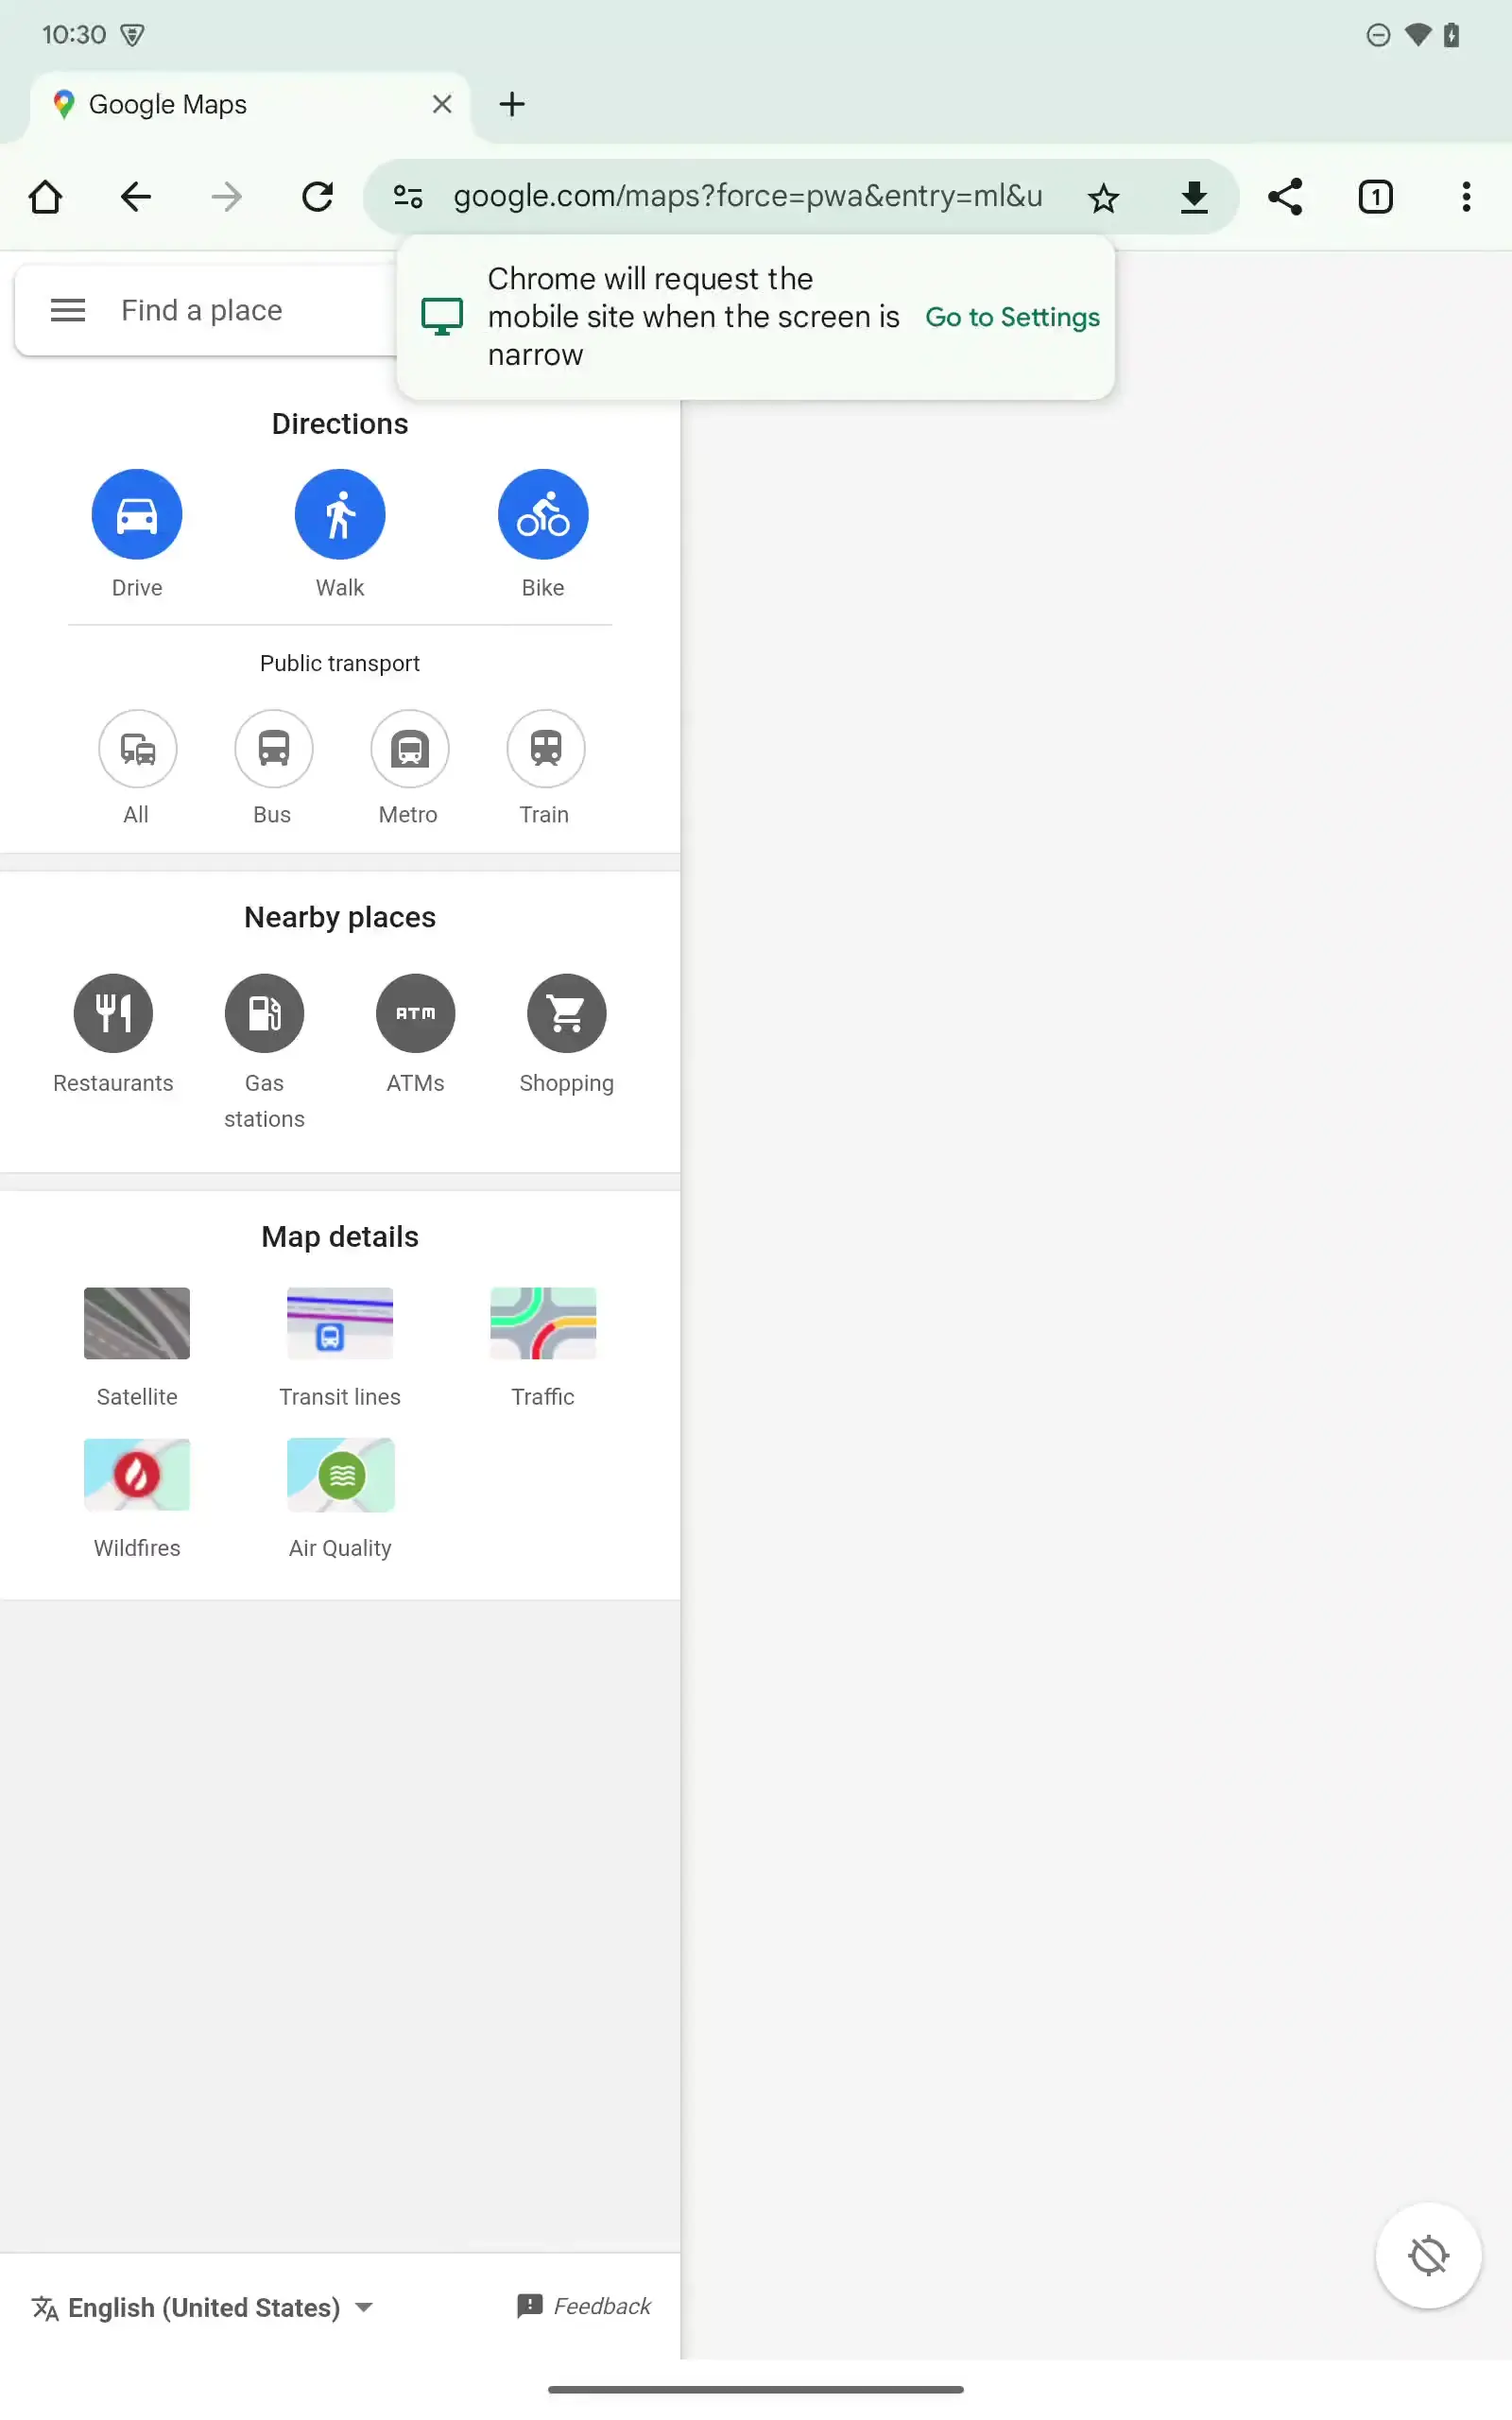 10:30
Google Maps
google.com/maps?force=pwa&entry=ml&u
1
Chrome will request the
mobile site when the screen is
narrow
Go to Settings
Find a place
Directions
Drive
Walk
Bike
Public transport
All
Bus
Metro
Train
Nearby places
ATM
Restaurants
Gas
stations
ATMs
Shopping
Map details
Satellite
Transit lines
Traffic
Wildfires
Air Quality
English (United States)
Feedback